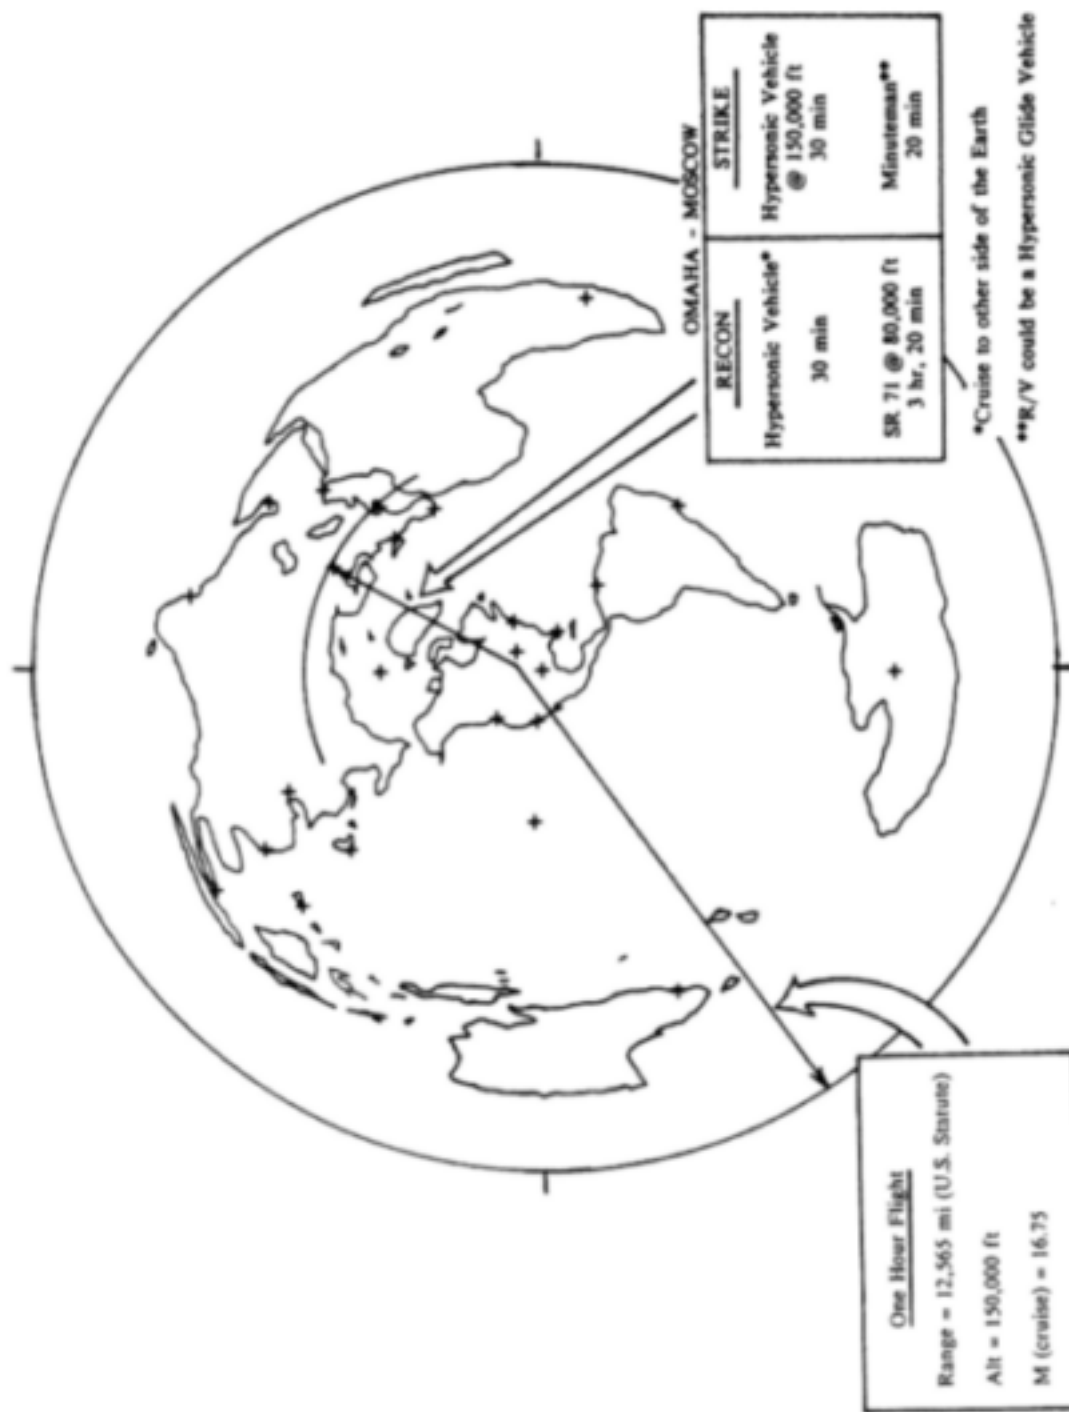 OMAHA - MOSCOW
RECON
Hypersonic Vehicle*
30 min
SR 71 @ 80,000 ft
3 hr, 20 min
STRIKE
Hypersonic Vehicle
@ 150,000 ft
30 min
Minuteman**
20 min
*Cruise to other side of the Earth
**R/V could be a Hypersonic Glide Vehicle
One Hour Flight
Range = 12,565 mi (U.S. Statute)
Alt = 150,000 ft
M (cruise) = 16.75